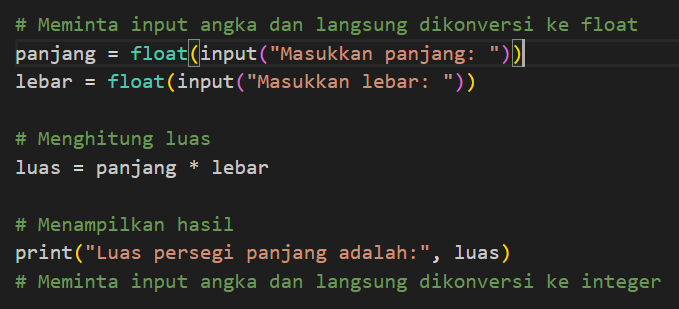 # Meminta input angka dan langsung dikonversi ke float
panjang = float(input("Masukkan panjang: "))
lebar = float(input("Masukkan lebar: "))
# Menghitung luas
luas = panjang * lebar
# Menampilkan hasil
print("Luas persegi panjang adalah:", luas)
# Meminta input angka dan langsung dikonversi ke integer